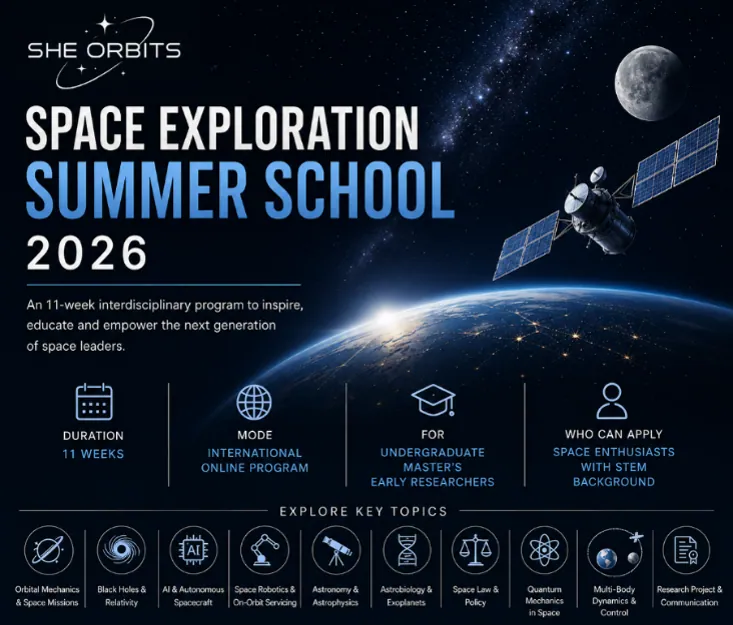 SHE ORBITS
SPACE EXPLORATION
SUMMER SCHOOL
2026
An 11-week interdisciplinary program to inspire,
educate and empower the next generation
of space leaders.
DURATION
11 WEEKS
MODE
INTERNATIONAL
ONLINE PROGRAM
FOR
UNDERGRADUATE
MASTER'S
EARLY RESEARCHERS
WHO CAN APPLY
SPACE ENTHUSIASTS
WITH STEM
BACKGROUND
EXPLORE KEY TOPICS
Orbital Mechanics
& Space Missions
Black Holes &
Relativity
AI
AI & Autonomous
Spacecraft
Space Robotics &
On-Orbit Servicing
Astronomy &
Astrophysics
Astrobiology &
Exoplanets
Space Law &
Policy
Quantum
Mechanics
in Space
Multi-Body
Dynamics &
Control
Research Project &
Communication